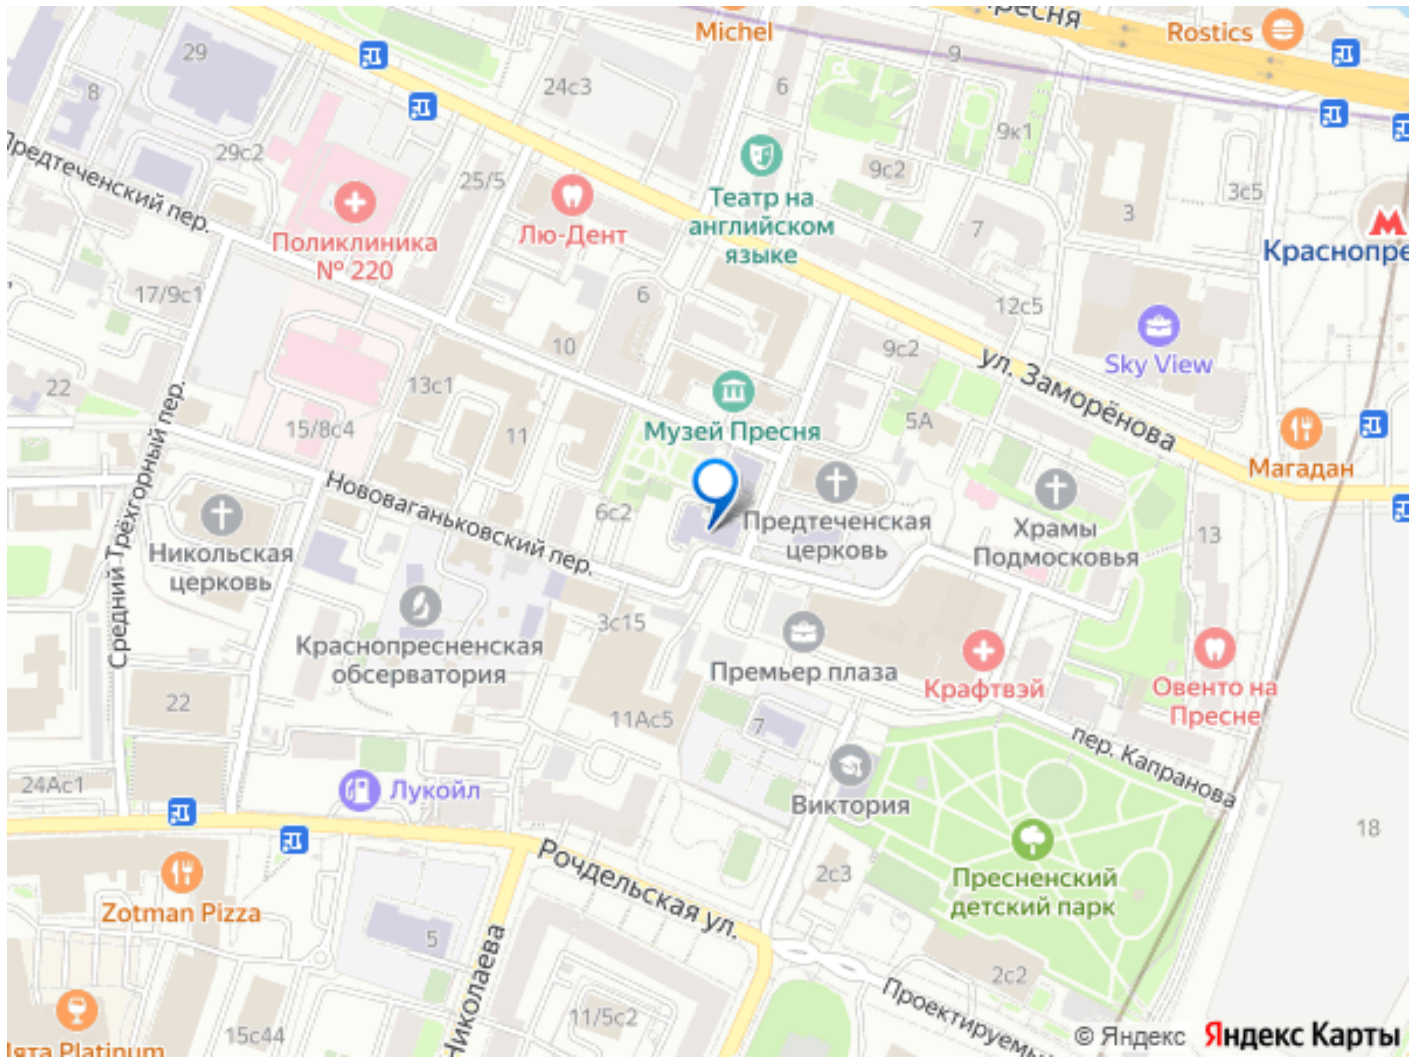 Michel
Rostics
29
24с3
6
9
8
9к1
29с2
25/5
9с2
3с5
Театр на
английском
языке
Лю-Дент
3
7
Поликлиника
№ 220
17/9с1
6
12с5
10
9с2
Sky View
ул. Заморёнова
22
13с1
Музей Пресня
5А
15/8с4
11
Магадан
Средний Трёхгорный пер.
Нововаганьковский пер.
6с2
Предтеченская
церковь
Храмы
Подмосковья
13
Никольская
церковь
3с15
Краснопресненская
обсерватория
Премьер плаза
Крафтвэй
Овенто на
Пресне
22
11Ас5
7
пер. Капранова
24Ас1
Лукойл
Виктория
18
Рочдельская ул.
2с3
Пресненский
детский парк
Zotman Pizza
5
Николаева
2с2
11/5с2
15с44
Platinum
© Яндекс Яндекс Карты